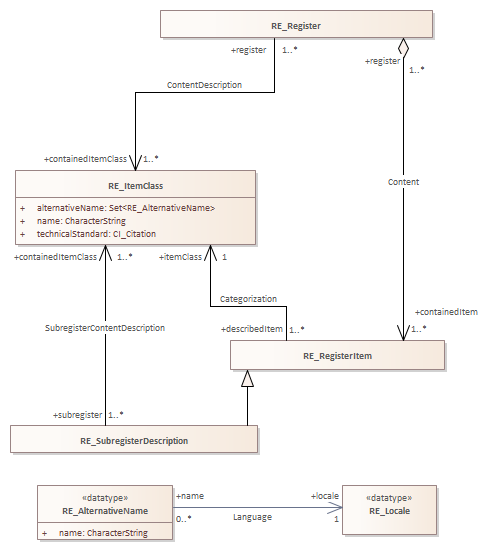 RE_Register
+register 1..*
+register
1..*
ContentDescription
+containedItemClass 1..*
RE_ItemClass
+ alternativeName: Set<RE_AlternativeName>
+ name: CharacterString
+ technicalStandard: CI_Citation
Content
+containedItemClass 1..* +itemClass 1
Categorization
+containedItem
SubregisterContentDescription
+describedItem 1..*
1..*
RE_RegisterItem
+subregister 1..*
RE_SubregisterDescription
«datatype»
RE_AlternativeName
+ name: CharacterString
+name +locale
0..* Language 1
«datatype»
RE_Locale